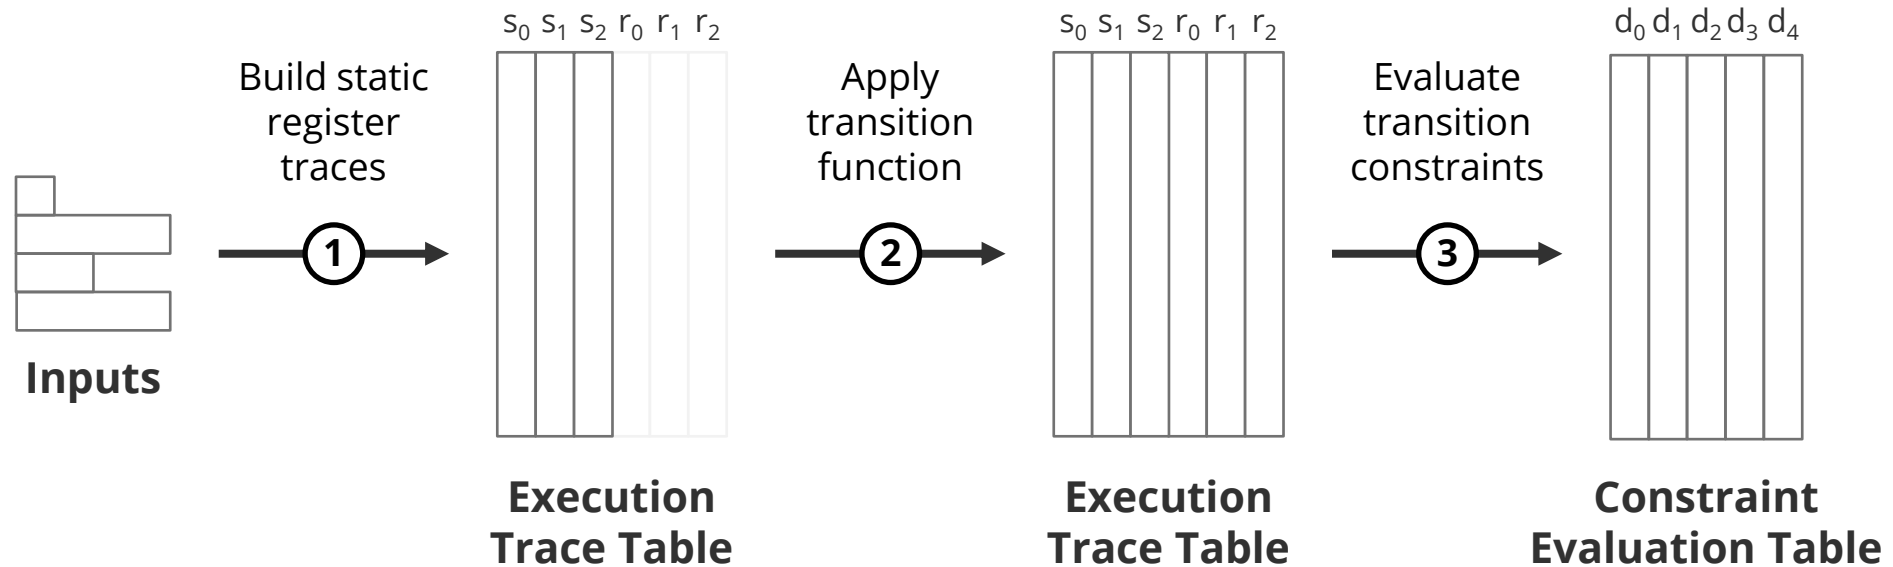 s₀ s₁ s₂ r₀ r₁ r₂
s₀ s₁ s₂ r₀ r₁ r₂
d₀ d₁ d₂ d₃ d₄
Build static
register
traces
1
Apply
transition
function
2
Evaluate
transition
constraints
3
Inputs
Execution
Trace Table
Execution
Trace Table
Constraint
Evaluation Table